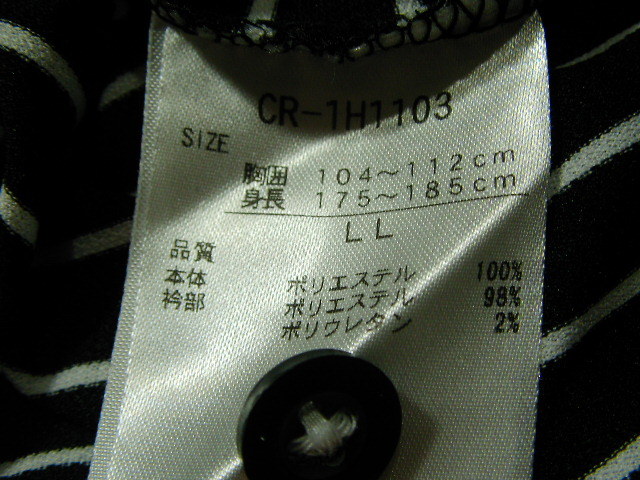 CR-1H1103
SIZE
胸囲 104～112cm
身長 175～185cm
LL
品質
本体 ポリエステル 100%
衿部 ポリエステル 98%
ポリウレタン 2%